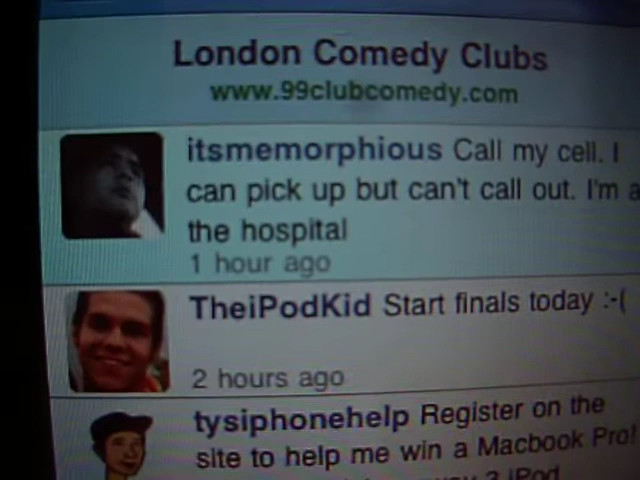 London Comedy Clubs
www.99clubcomedy.com
itsmemorphious Call my cell. I
can pick up but can't call out. I'm a
the hospital
1 hour ago
TheiPodKid Start finals today :-(
2 hours ago
tysiphonehelp Register on the
site to help me win a Macbook Pro!
2 iPod